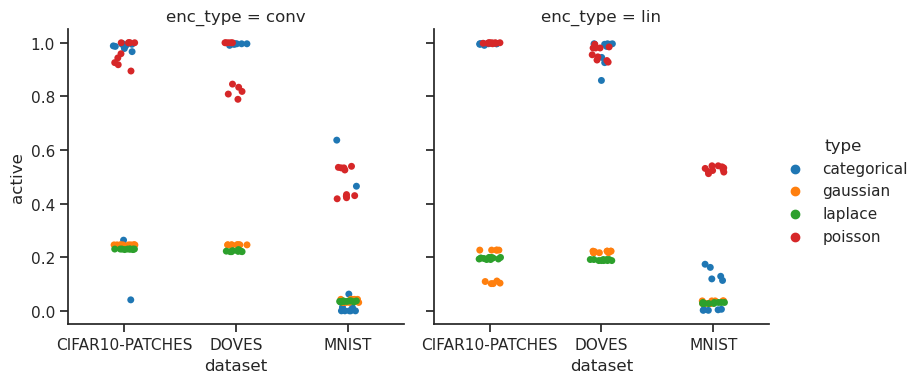 enc_type = conv
enc_type = lin
active
1.0
0.8
0.6
0.4
0.2
0.0
CIFAR10-PATCHES DOVES MNIST
dataset
CIFAR10-PATCHES DOVES MNIST
dataset
type
categorical
gaussian
laplace
poisson